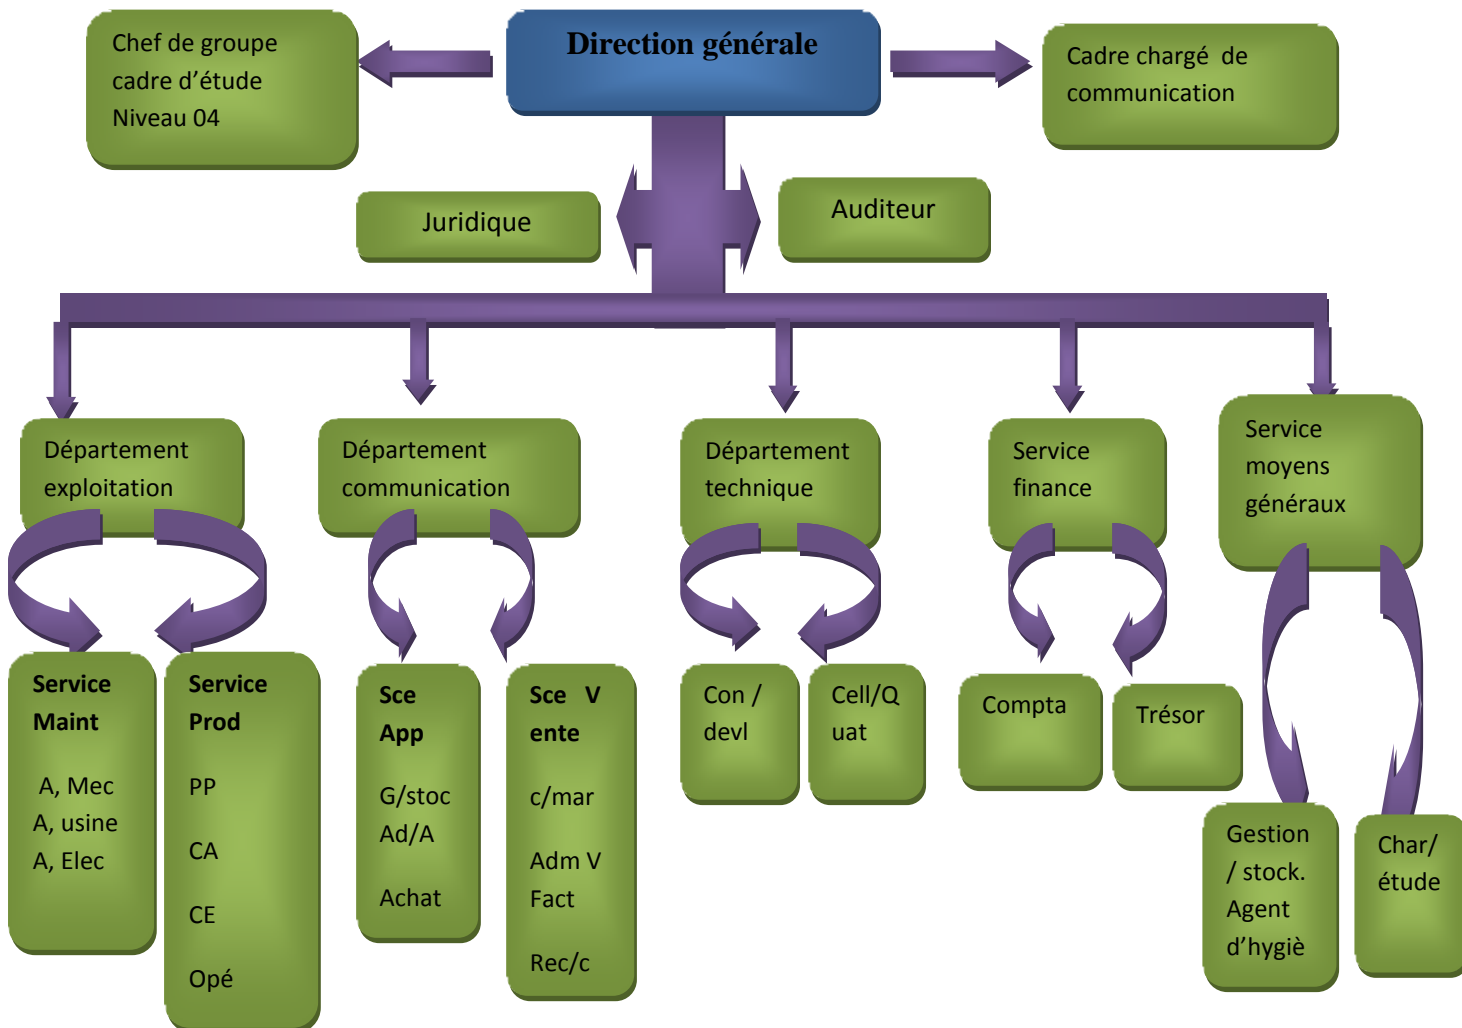 Direction générale
Chef de groupe
cadre d’étude
Niveau 04
Cadre chargé de
communication
Juridique
Auditeur
Département
exploitation
Département
communication
Département
technique
Service
finance
Service
moyens
généraux
Service
Maint
A, Mec
A, usine
A, Elec
Service
Prod
PP
CA
CE
Opé
Sce
App
G/stoc
Ad/A
Achat
Sce V
ente
c/mar
Adm V
Fact
Rec/c
Con /
devl
Cell/Q
uat
Compta
Trésor
Gestion
/ stock.
Agent
d’hygiè
Char/
étude